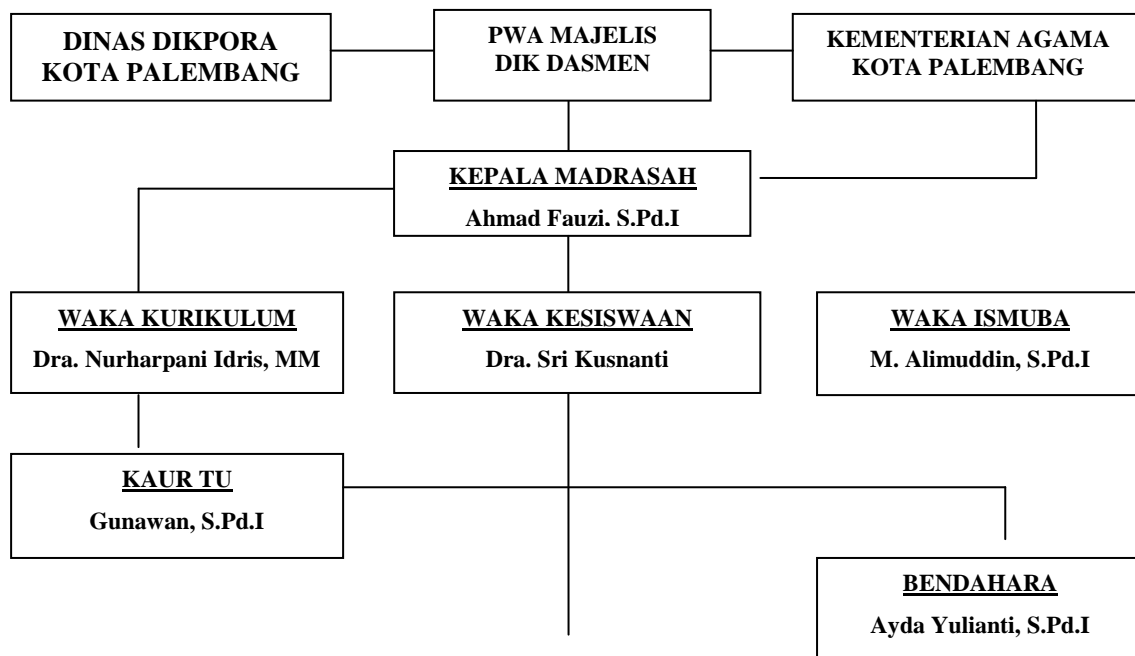 DINAS DIKPORA
KOTA PALEMBANG
PWA MAJELIS
DIK DASMEN
KEMENTERIAN AGAMA
KOTA PALEMBANG
KEPALA MADRASAH
Ahmad Fauzi. S.Pd.I
WAKA KURIKULUM
Dra. Nurharpani Idris, MM
WAKA KESISWAAN
Dra. Sri Kusnanti
WAKA ISMUBA
M. Alimuddin, S.Pd.I
KAUR TU
Gunawan, S.Pd.I
BENDAHARA
Ayda Yulianti, S.Pd.I